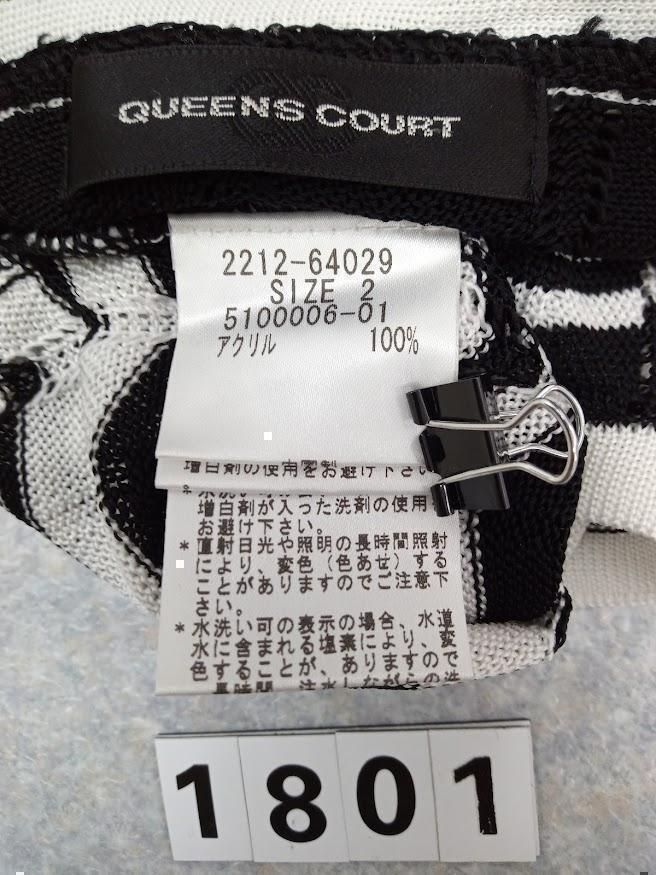 QUEENS COURT
2212-64029
SIZE 2
5100006-01
アクリル 100%
増白剤の使用をお避け下さい
増白剤が入った洗剤の使用
お避け下さい。
*直射日光や照明の長時間照射
により、変色(色あせ)する
ことがありますのでご注意下
さい。
*水洗い可の表示の場合、水道
水に含まれる塩素により、変
色することが、ありますので
1801